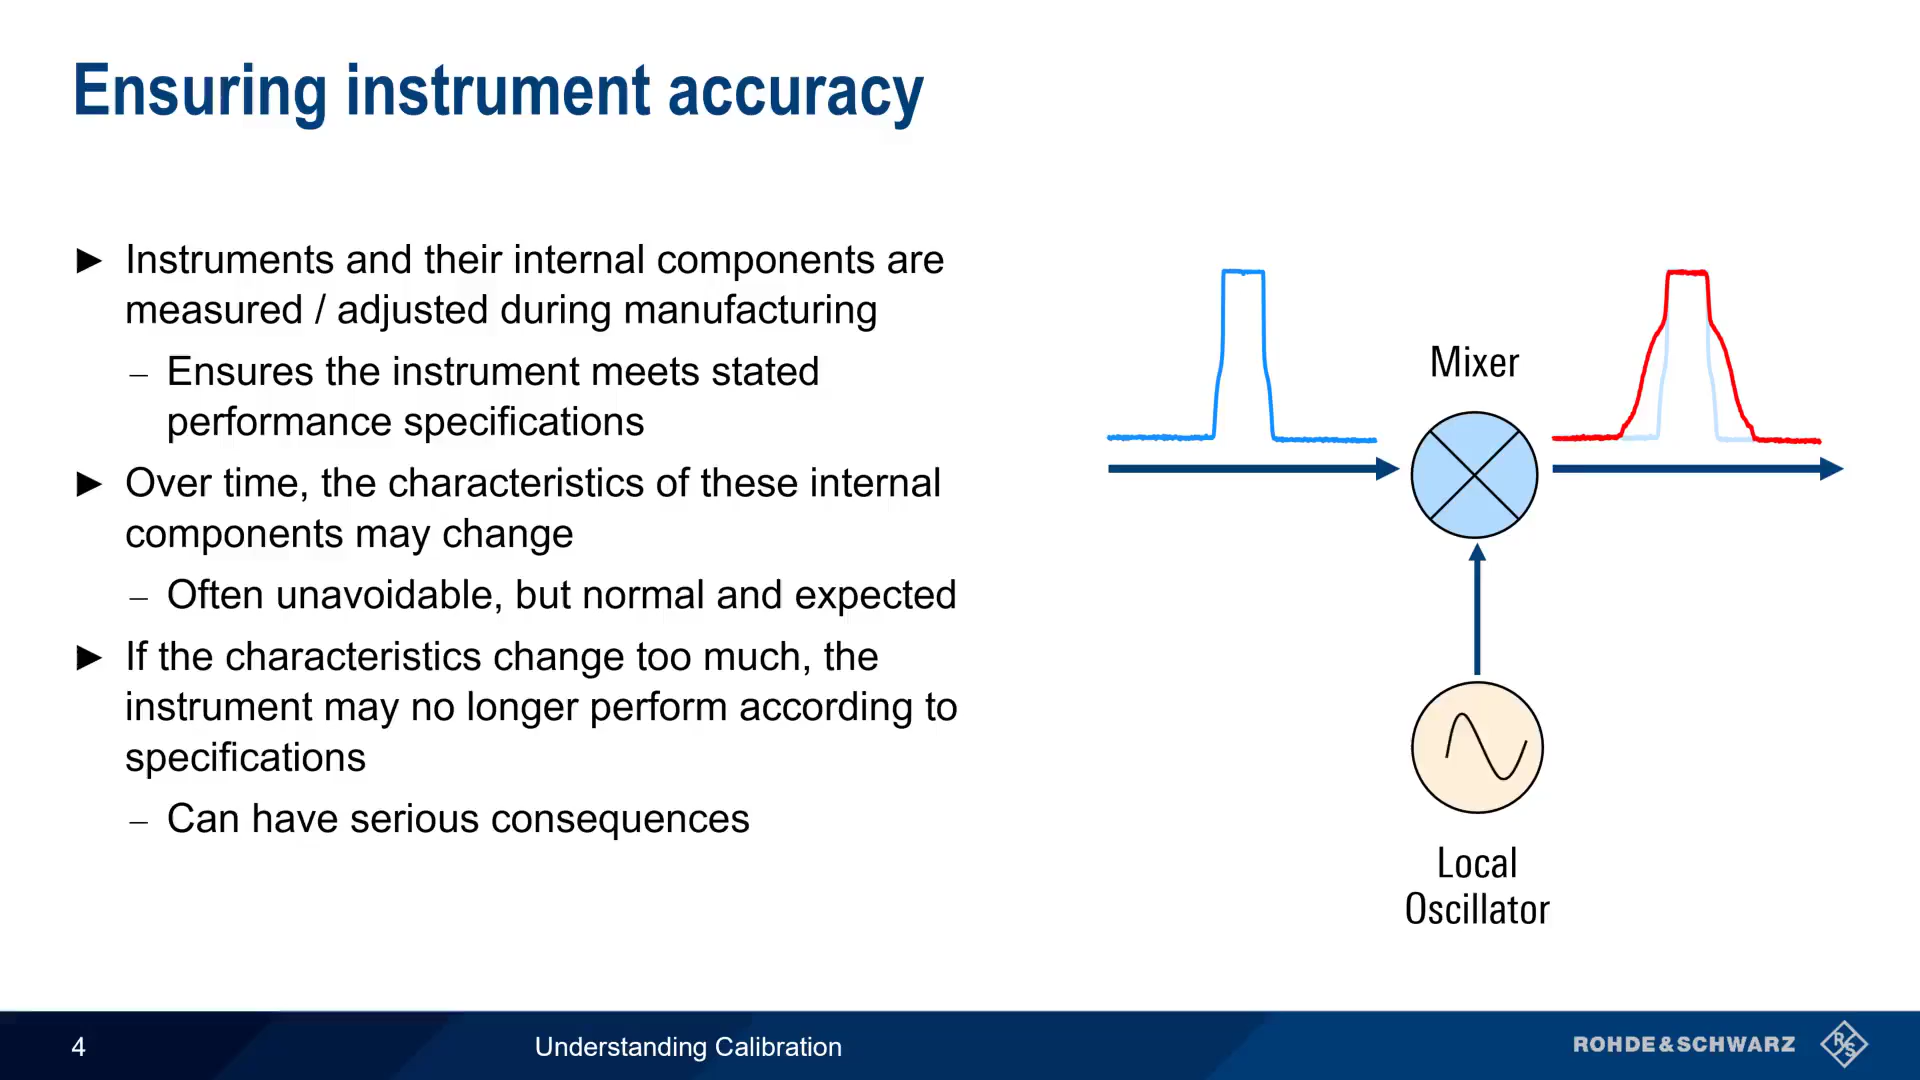 Ensuring instrument accuracy
► Instruments and their internal components are
measured / adjusted during manufacturing
– Ensures the instrument meets stated
performance specifications
► Over time, the characteristics of these internal
components may change
– Often unavoidable, but normal and expected
► If the characteristics change too much, the
instrument may no longer perform according to
specifications
– Can have serious consequences
Mixer
Local
Oscillator
4
Understanding Calibration
ROHDE&SCHWARZ
R&S